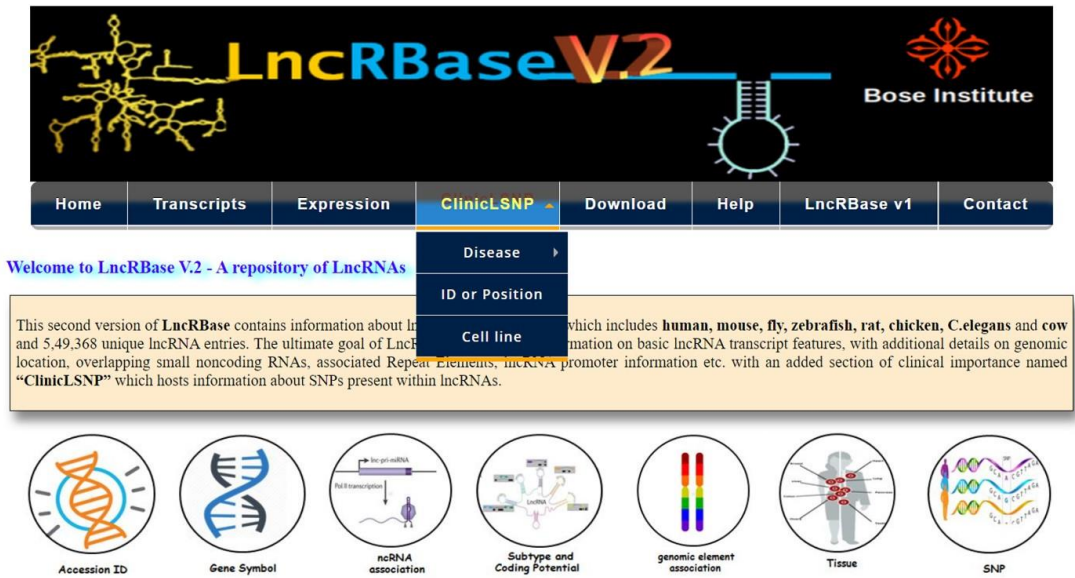 LncRBase V.2
Bose Institute
Home Transcripts Expression ClinicLSNP Download Help LncRBase v1 Contact
Disease
ID or Position
Cell line
Welcome to LncRBase V.2 - A repository of LncRNAs
This second version of LncRBase contains information about which includes human, mouse, fly, zebrafish, rat, chicken, C.elegans and cow
and 5,49,368 unique lncRNA entries. The ultimate goal of on basic lncRNA transcript features, with additional details on genomic
location, overlapping small noncoding RNAs, associated Repeat Elements, lncRNA promoter information etc. with an added section of clinical importance named
“ClinicLSNP” which hosts information about SNPs present within lncRNAs.
lnc-pri-miRNA
Pol II transcription
LncRNA
SNP
Accession ID
Gene Symbol
ncRNA
association
Subtype and
Coding Potential
genomic element
association
Tissue
SNP